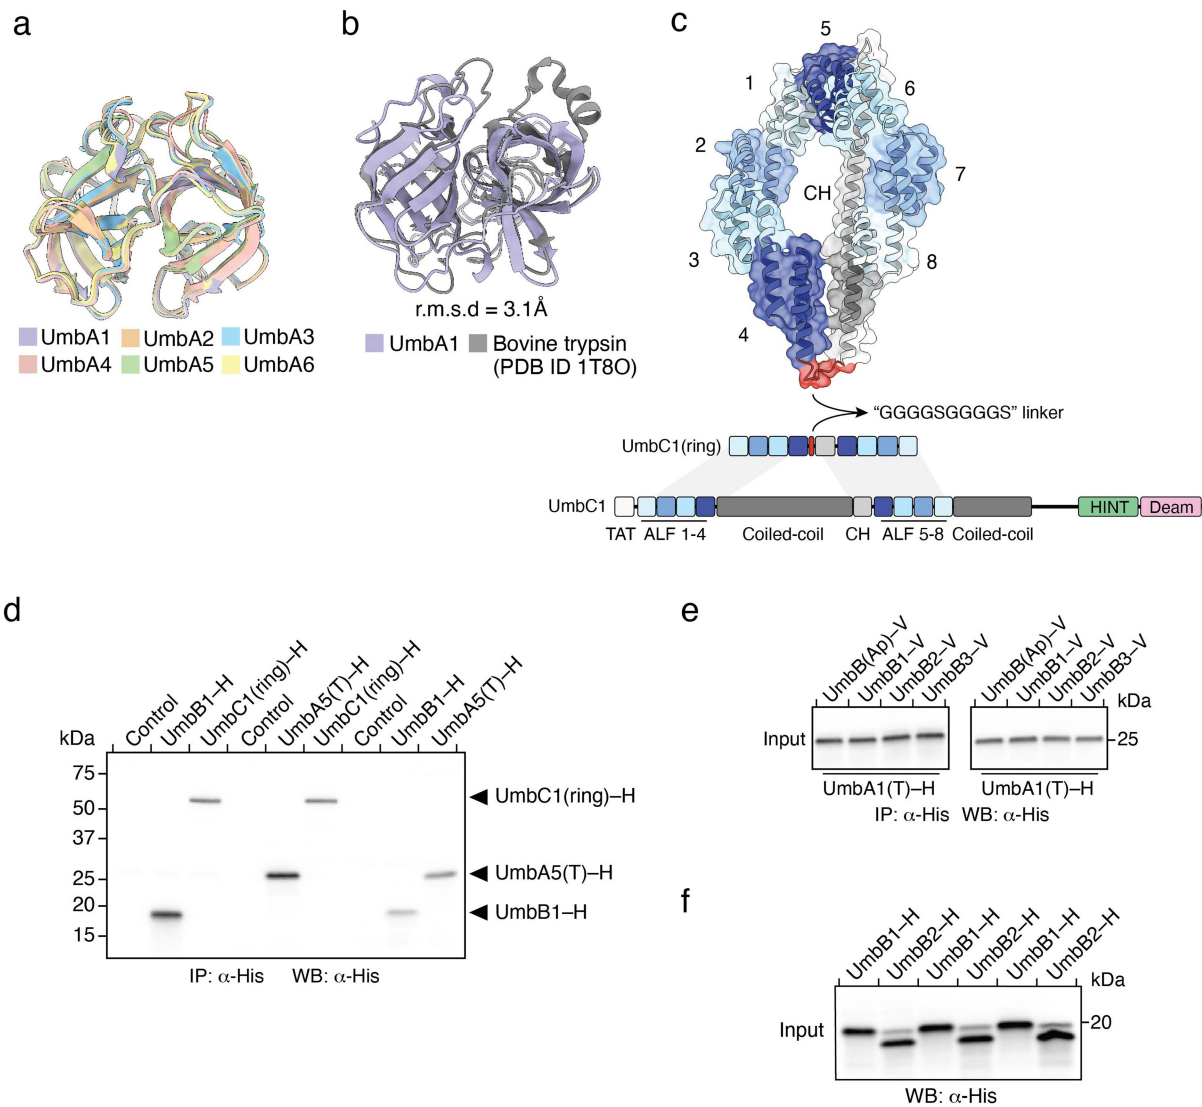 a
b
c
UmbA1 UmbA2 UmbA3
UmbA4 UmbA5 UmbA6
r.m.s.d = 3.1Å
UmbA1 Bovine trypsin
(PDB ID 1T8O)
5
1
6
2
7
CH
3
8
4
“GGGGSGGGGS” linker
UmbC1(ring)
UmbC1
HINT Deam
TAT ALF 1-4 Coiled-coil CH ALF 5-8 Coiled-coil
d
Control
UmbB1–H
UmbC1(ring)–H
Control
UmbA5(T)–H
UmbC1(ring)–H
Control
UmbB1–H
UmbA5(T)–H
kDa
75
50
37
25
20
15
UmbC1(ring)–H
UmbA5(T)–H
UmbB1–H
IP: α-His WB: α-His
e
UmbB(Ap)–V
UmbB1–V
UmbB2–V
UmbB3–V
UmbB(Ap)–V
UmbB1–V
UmbB2–V
UmbB3–V
kDa
Input
25
UmbA1(T)–H UmbA1(T)–H
IP: α-His WB: α-His
f
UmbB1–H
UmbB2–H
UmbB1–H
UmbB2–H
UmbB1–H
UmbB2–H
kDa
Input
20
WB: α-His